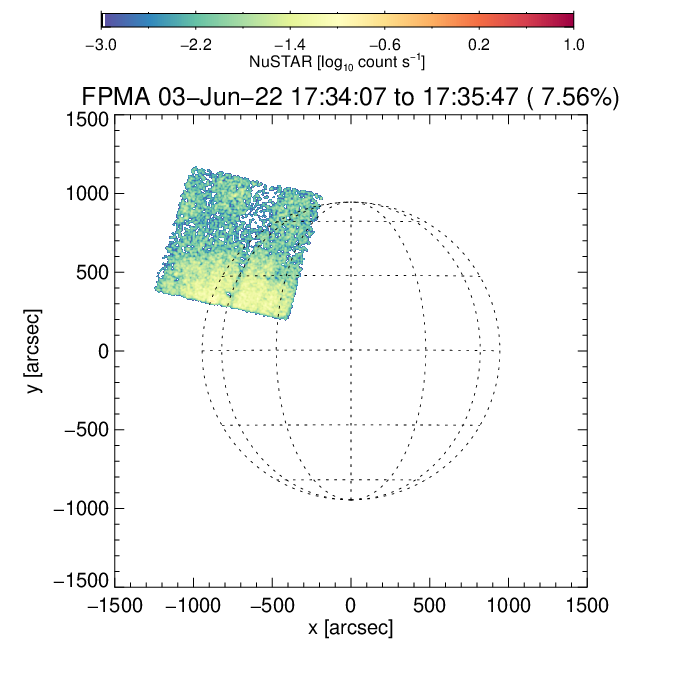 −3.0 −2.2 −1.4 −0.6 0.2 1.0
NuSTAR [log₁₀ count s⁻¹]
FPMA 03−Jun−22 17:34:07 to 17:35:47 ( 7.56%)
1500
1000
500
0
−500
−1000
−1500
y [arcsec]
−1500 −1000 −500 0 500 1000 1500
x [arcsec]